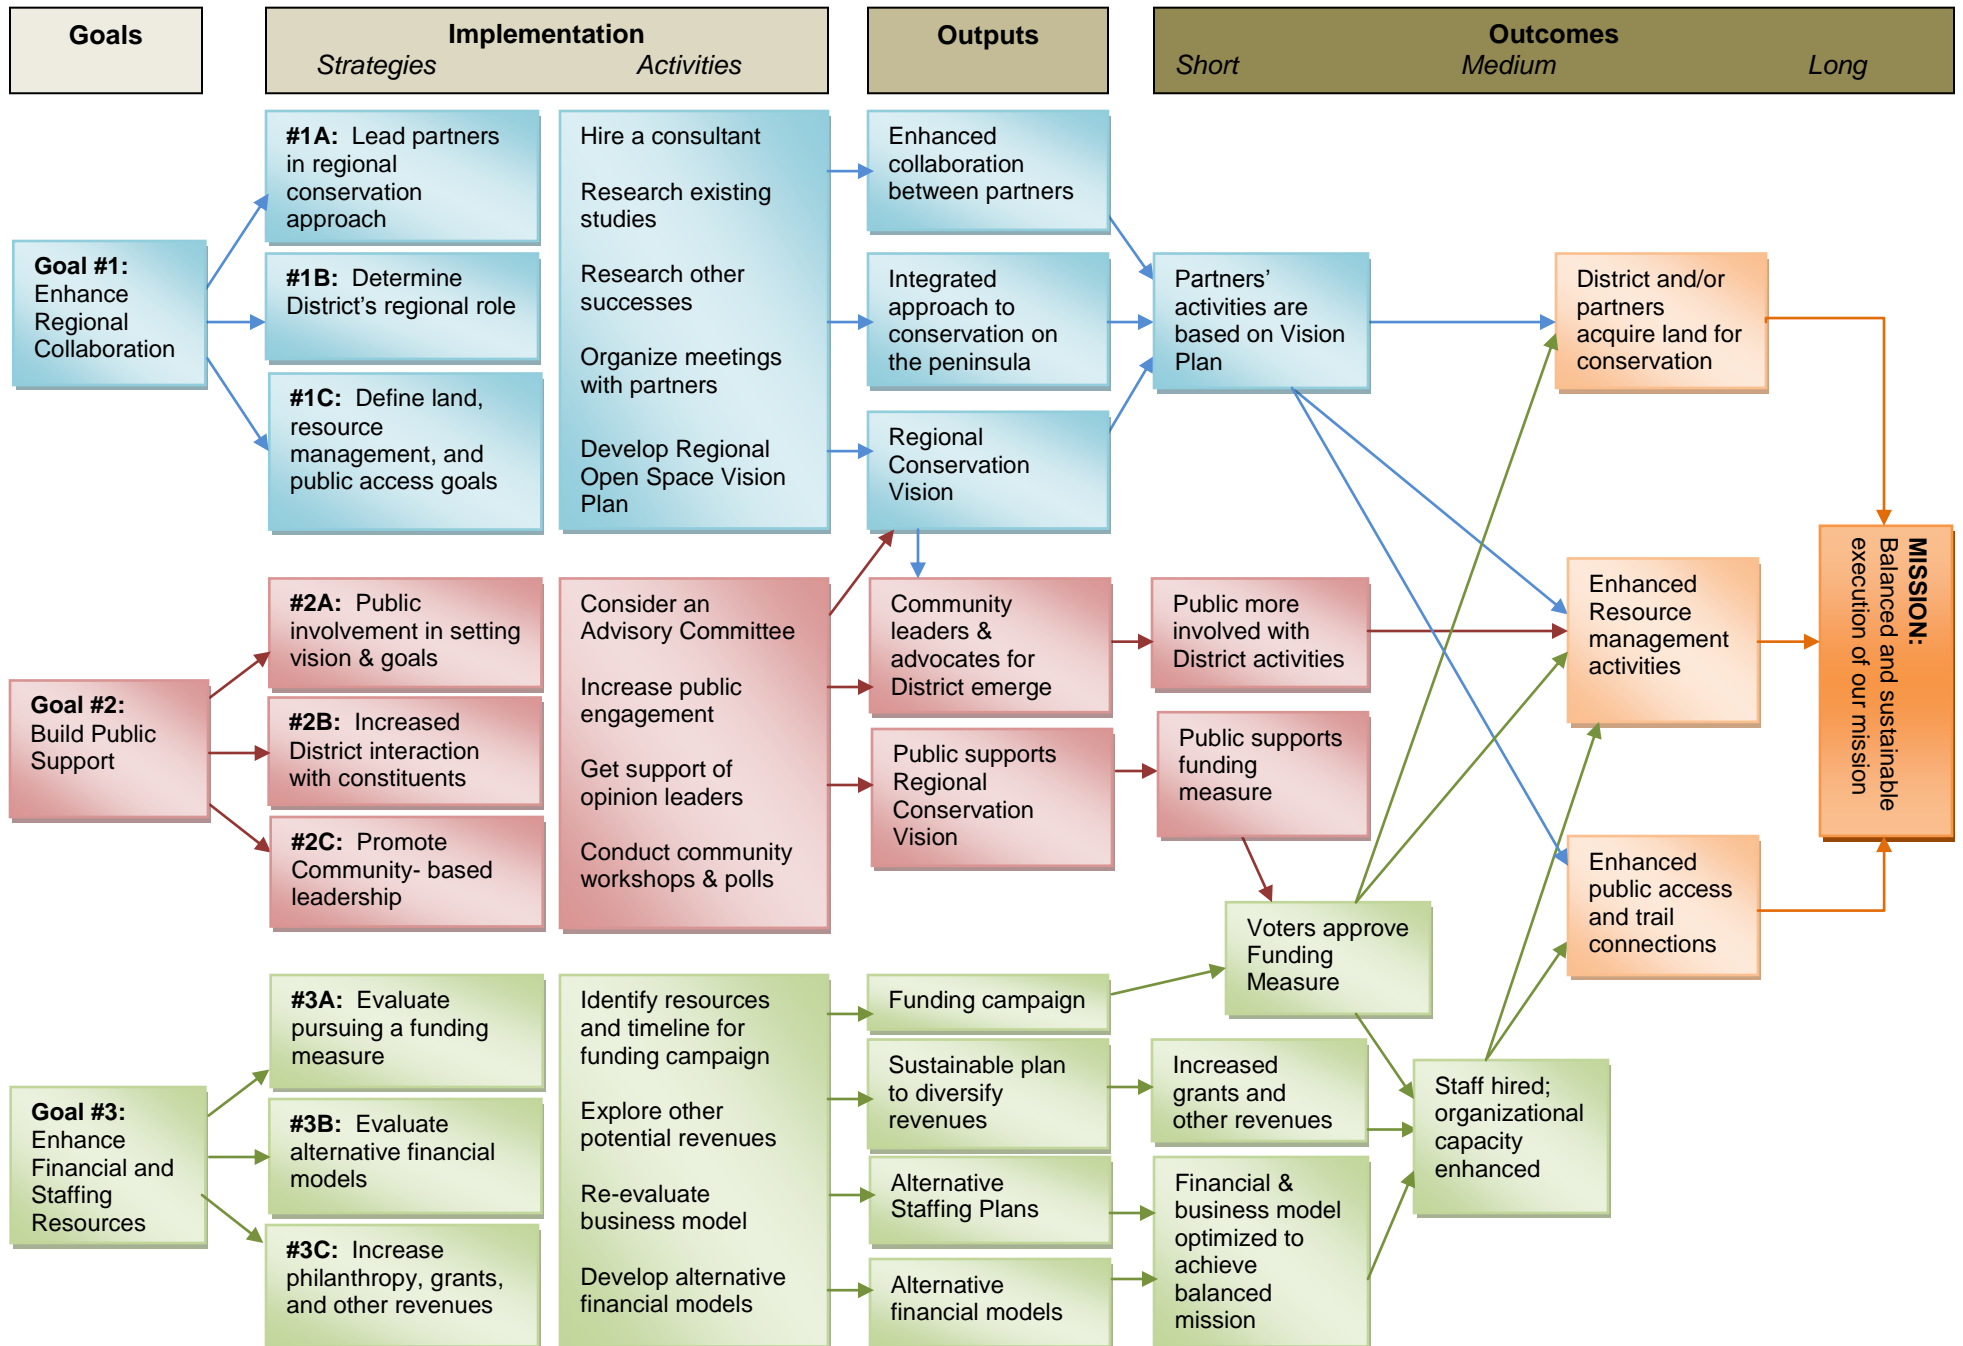 Goals
Implementation
Strategies
Activities
Outputs
Outcomes
Short
Medium
Long
Goal #1:
Enhance
Regional
Collaboration
#1A:  Lead partners
in regional
conservation
approach
#1B:  Determine
District's regional role
#1C:  Define land,
resource
management, and
public access goals
Hire a consultant
Research existing
studies
Research other
successes
Organize meetings
with partners
Develop Regional
Open Space Vision
Plan
Enhanced
collaboration
between partners
Integrated
approach to
conservation on
the peninsula
Regional
Conservation
Vision
Partners'
activities are
based on Vision
Plan
District and/or
partners
acquire land for
conservation
Goal #2:
Build Public
Support
#2A:  Public
involvement in setting
vision & goals
#2B:  Increased
District interaction
with constituents
#2C:  Promote
Community- based
leadership
Consider an
Advisory Committee
Increase public
engagement
Get support of
opinion leaders
Conduct community
workshops & polls
Community
leaders &
advocates for
District emerge
Public supports
Regional
Conservation
Vision
Public more
involved with
District activities
Public supports
funding
measure
Enhanced
Resource
management
activities
Enhanced
public access
and trail
connections
MISSION:
Balanced and sustainable
execution of our mission
Goal #3:
Enhance
Financial and
Staffing
Resources
#3A:  Evaluate
pursuing a funding
measure
#3B:  Evaluate
alternative financial
models
#3C:  Increase
philanthropy, grants,
and other revenues
Identify resources
and timeline for
funding campaign
Explore other
potential revenues
Re-evaluate
business model
Develop alternative
financial models
Funding campaign
Sustainable plan
to diversify
revenues
Alternative
Staffing Plans
Alternative
financial models
Voters approve
Funding
Measure
Increased
grants and
other revenues
Financial &
business model
optimized to
achieve
balanced
mission
Staff hired;
organizational
capacity
enhanced